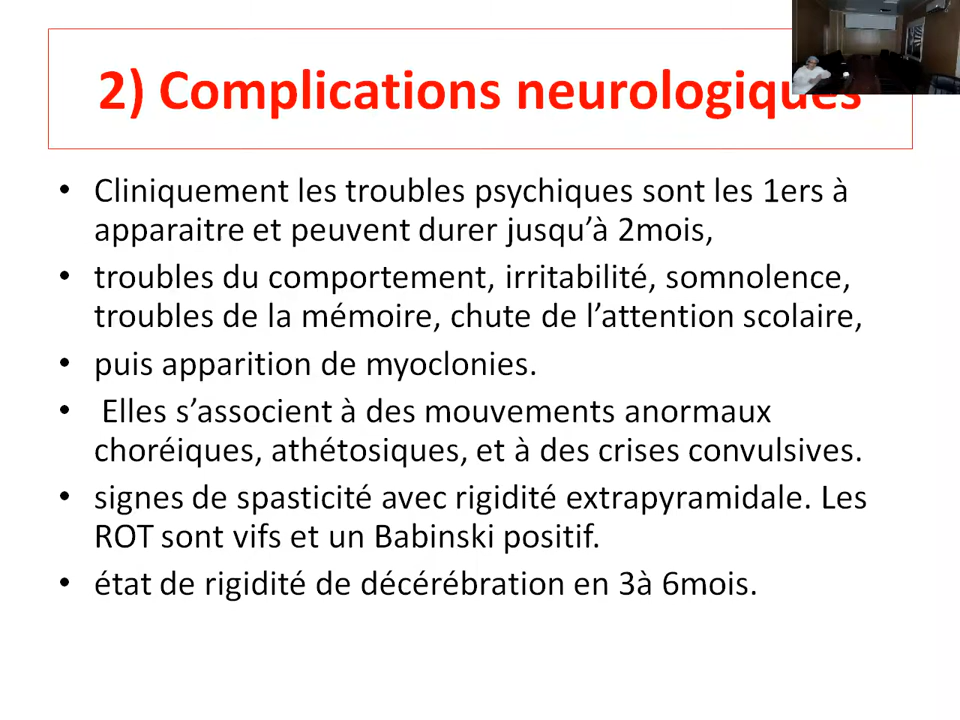 2) Complications neurologiques
• Cliniquement les troubles psychiques sont les 1ers à
apparaitre et peuvent durer jusqu’à 2mois,
• troubles du comportement, irritabilité, somnolence,
troubles de la mémoire, chute de l’attention scolaire,
• puis apparition de myoclonies.
• Elles s’associent à des mouvements anormaux
choréiques, athétosiques, et à des crises convulsives.
• signes de spasticité avec rigidité extrapyramidale. Les
ROT sont vifs et un Babinski positif.
• état de rigidité de décérébration en 3à 6mois.